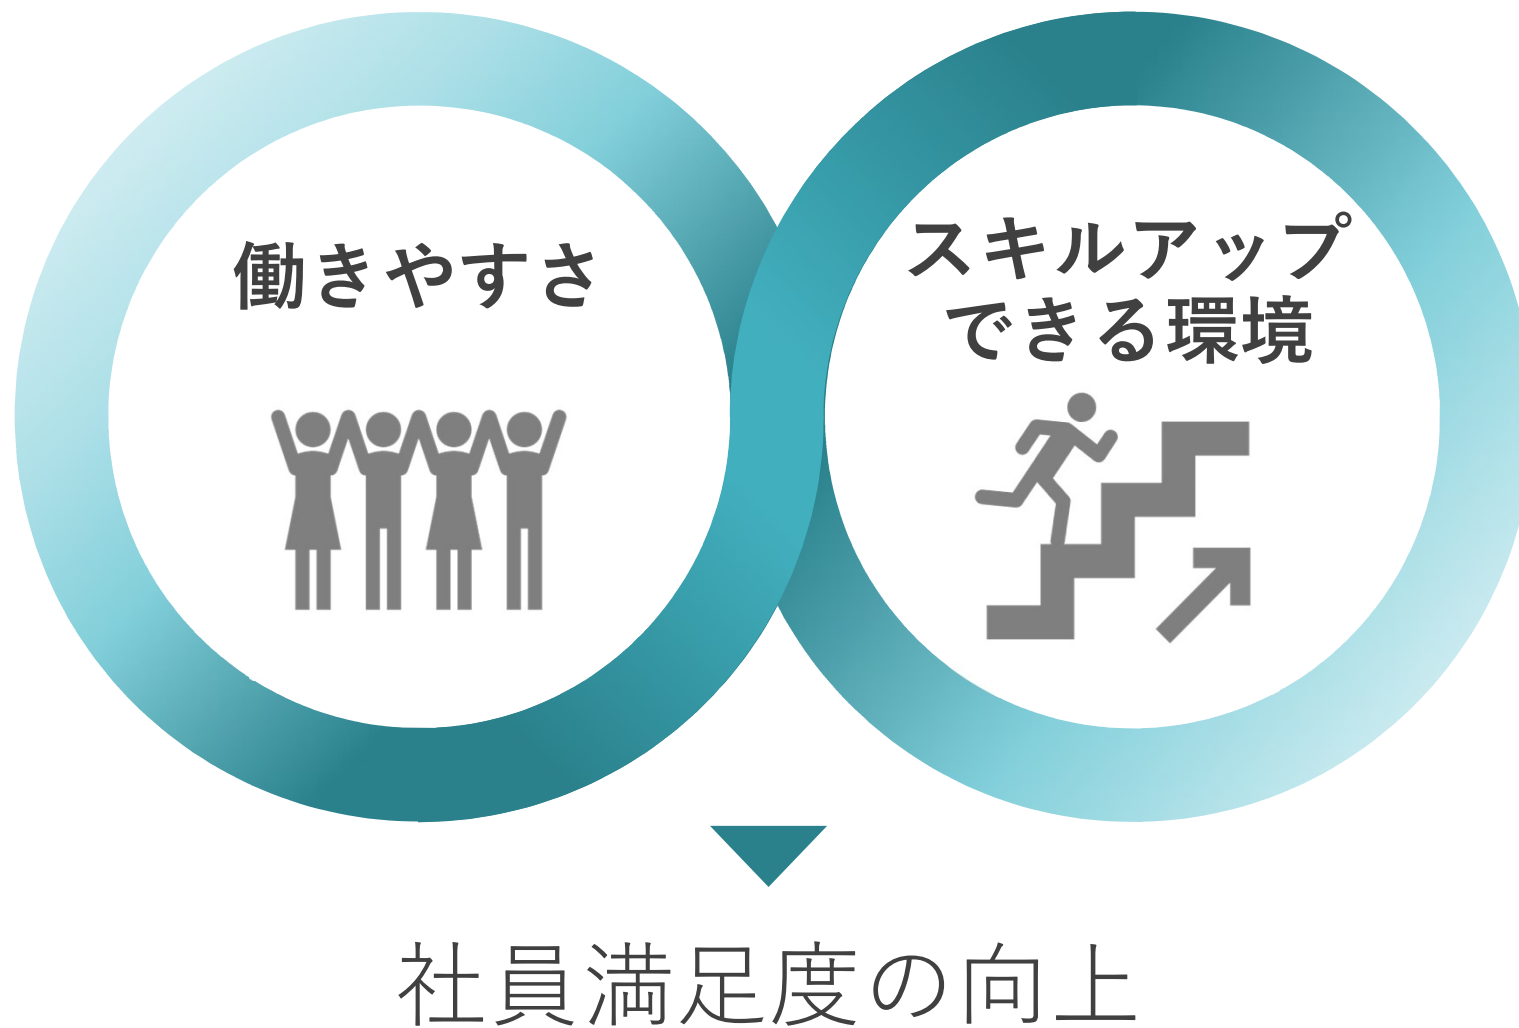 働きやすさ
スキルアップ
できる環境
社員満足度の向上